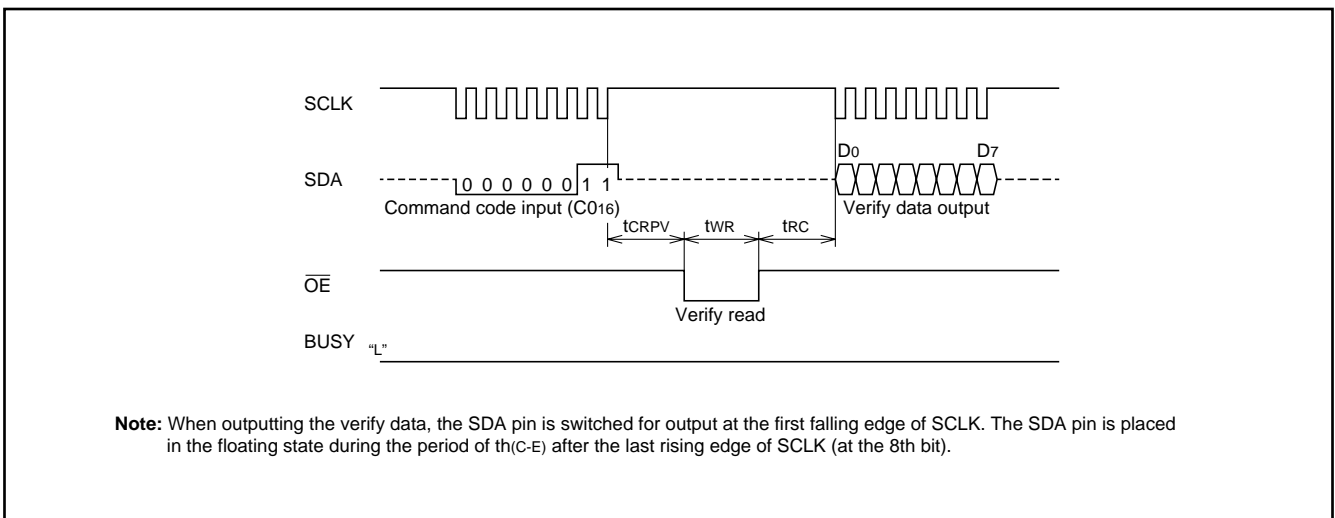 SCLK
D0 D7
SDA
0 0 0 0 0 0 1 1
Command code input (C016)
Verify data output
tCRPV tWR tRC
OE
Verify read
BUSY “L”
Note: When outputting the verify data, the SDA pin is switched for output at the first falling edge of SCLK. The SDA pin is placed
in the floating state during the period of th(C-E) after the last rising edge of SCLK (at the 8th bit).